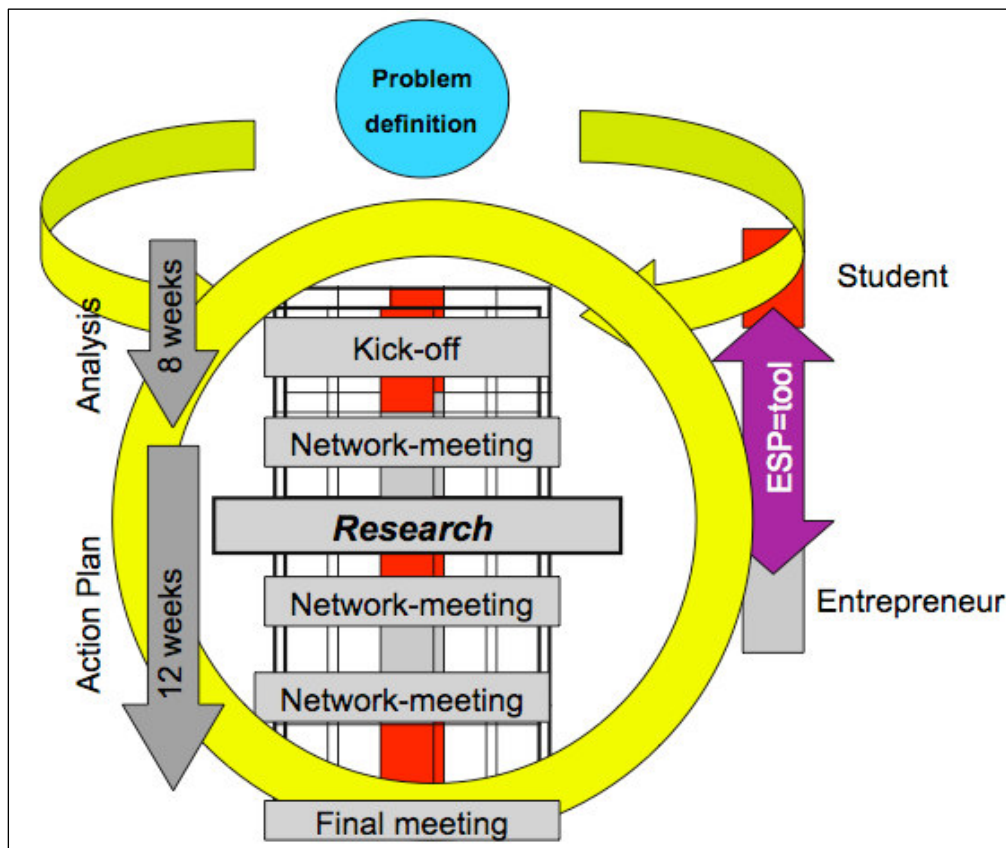 Problem
definition
Student
Analysis
8 weeks
Kick-off
Network-meeting
ESP=tool
Research
Network-meeting
Entrepreneur
Action Plan
12 weeks
Network-meeting
Final meeting